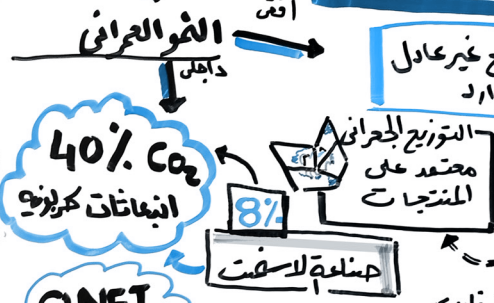 أفقي
النمو العمراني
داخلي
غير عادل
40% CO₂
انبعاثات كربونية
التوزيع الجغرافي
معتمد على
المنتجات
8%
صناعة الاسمنت